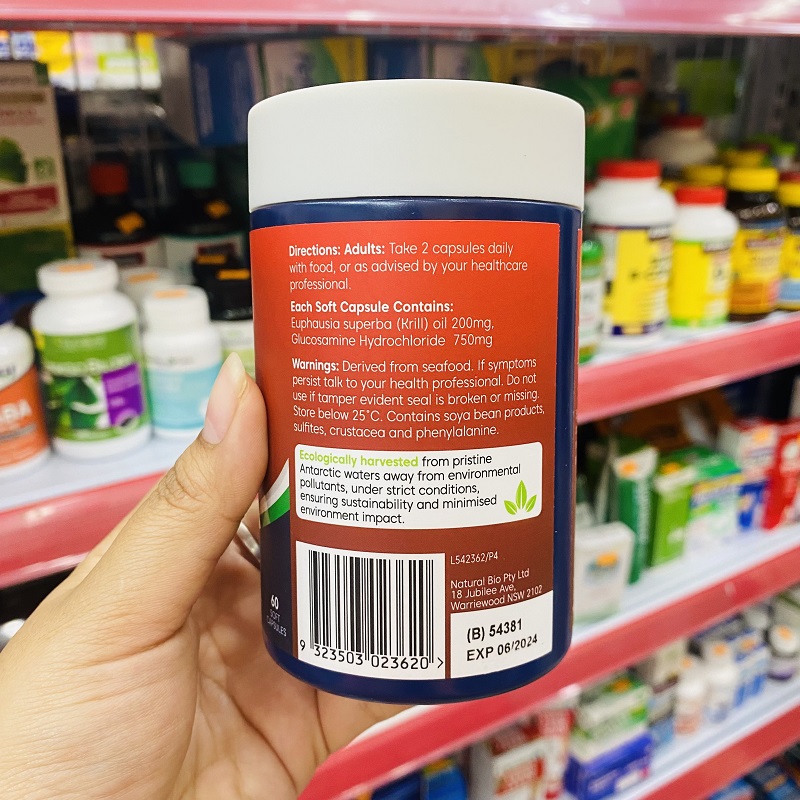 Directions: Adults: Take 2 capsules daily
with food, or as advised by your healthcare
professional.
Each Soft Capsule Contains:
Euphausia superba (Krill) oil 200mg,
Glucosamine Hydrochloride 750mg
Warnings: Derived from seafood. If symptoms
persist talk to your health professional. Do not
use if tamper evident seal is broken or missing.
Store below 25°C. Contains soya bean products,
sulfites, crustacea and phenylalanine.
Ecologically harvested from pristine
Antarctic waters away from environmental
pollutants, under strict conditions,
ensuring sustainability and minimised
environment impact.
60
SOFT
CAPSULES
9 323503 023620 >
L542362/P4
Natural Bio Pty Ltd
18 Jubilee Ave,
Warriewood NSW 2102
(B) 54381
EXP 06/2024